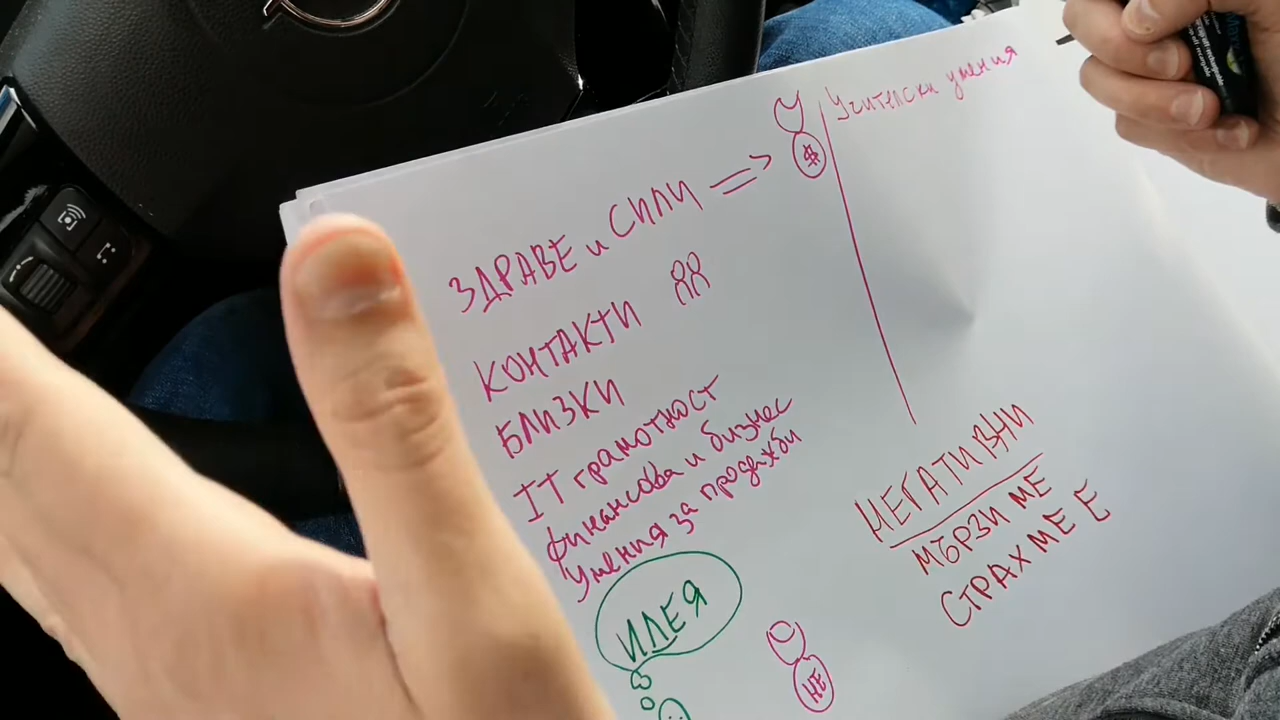 Учителски умения
$
ЗДРАВЕ и СИЛИ =>
КОНТАКТИ
БЛИЗКИ
IT грамотност
финансова и бизнес
Умения за продажби
ИДЕЯ
НЕ
НЕГАТИВНИ
МЪРЗИ МЕ
СТРАХ МЕ Е